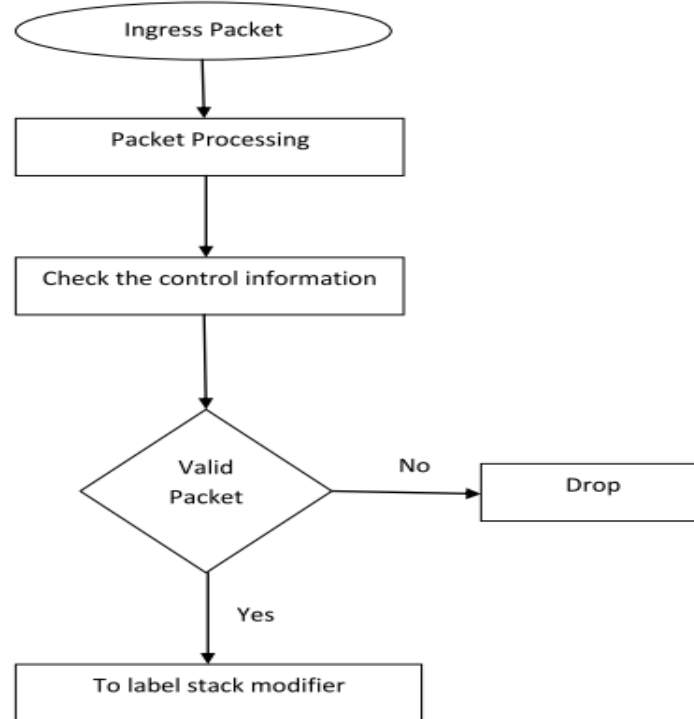 Ingress Packet
Packet Processing
Check the control information
Valid
Packet
No
Drop
Yes
To label stack modifier